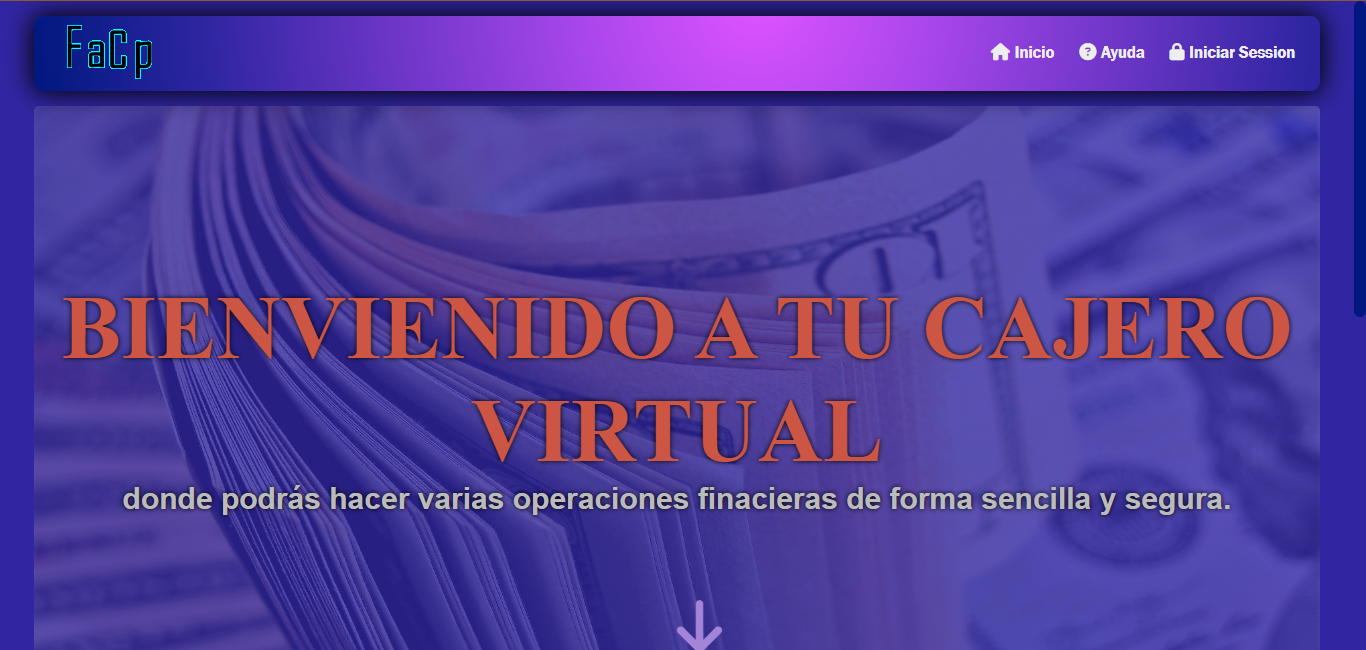 FaCp
Inicio
Ayuda
Iniciar Session
BIENVIENIDO A TU CAJERO
VIRTUAL
donde podrás hacer varias operaciones finacieras de forma sencilla y segura.